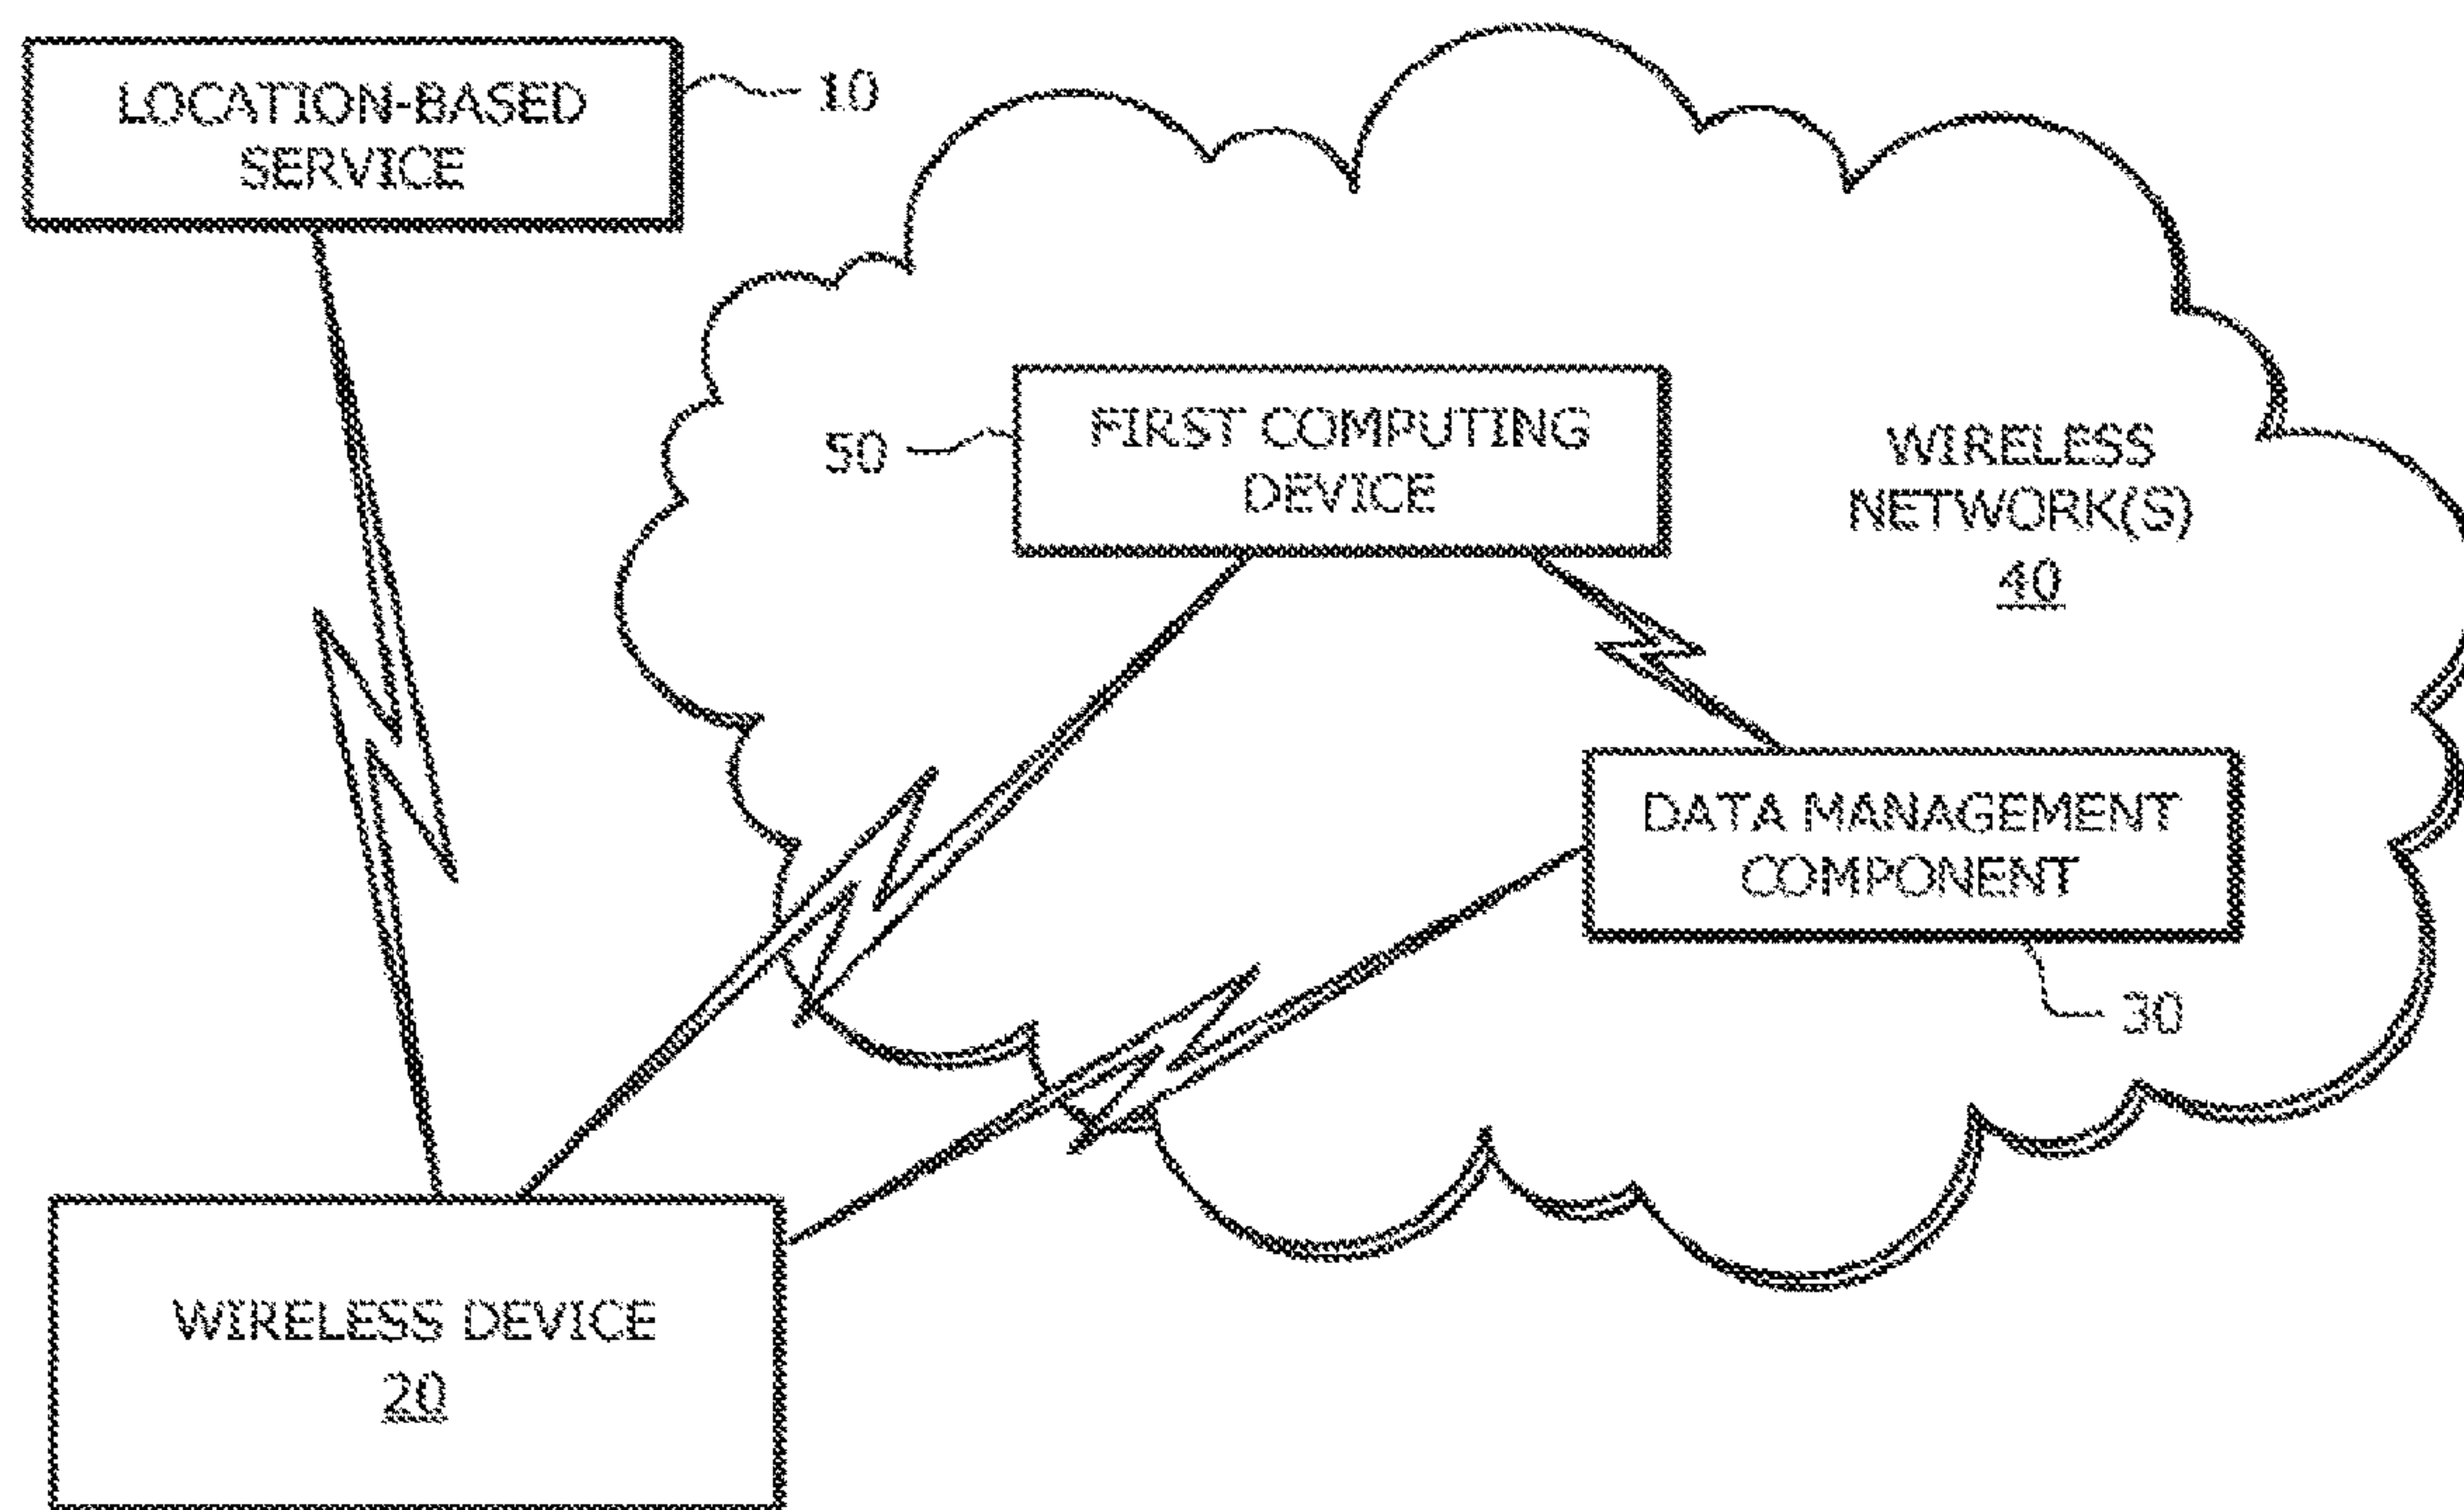 LOCATION-BASED
SERVICE
10
FIRST COMPUTING
DEVICE
50
WIRELESS
NETWORK(S)
40
DATA MANAGEMENT
COMPONENT
30
WIRELESS DEVICE
20